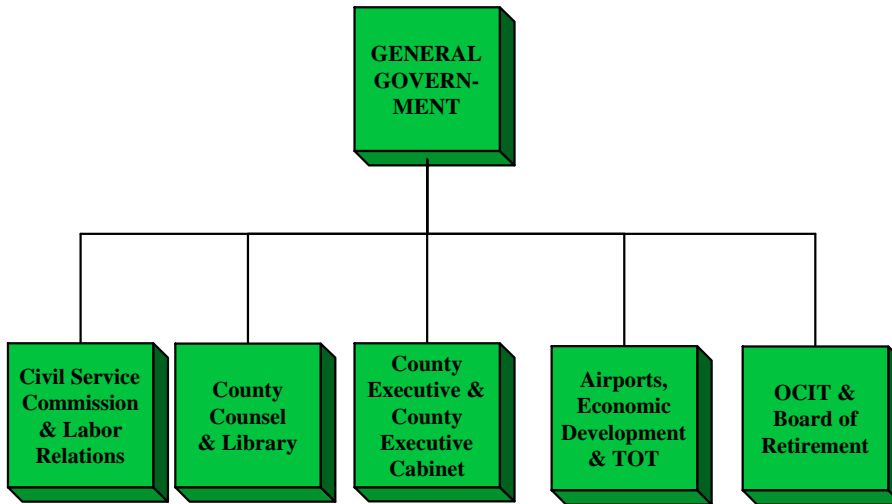 GENERAL
GOVERN-
MENT
Civil Service
Commission
& Labor
Relations
County
Counsel
& Library
County
Executive &
County
Executive
Cabinet
Airports,
Economic
Development
& TOT
OCIT &
Board of
Retirement